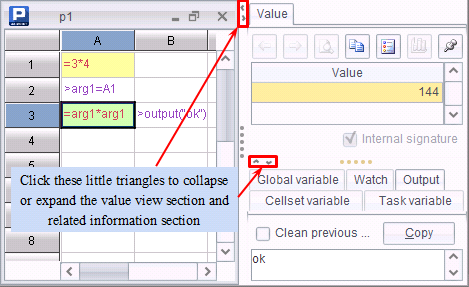 p1
Value
A B
1 =3*4
2 >arg1=A1
3 =arg1*arg1 >output("ok")
4
5
8
Click these little triangles to collapse
or expand the value view section and
related information section
Value
144
Internal signature
Global variable Watch Output
Cellset variable Task variable
Clean previous ... Copy
ok